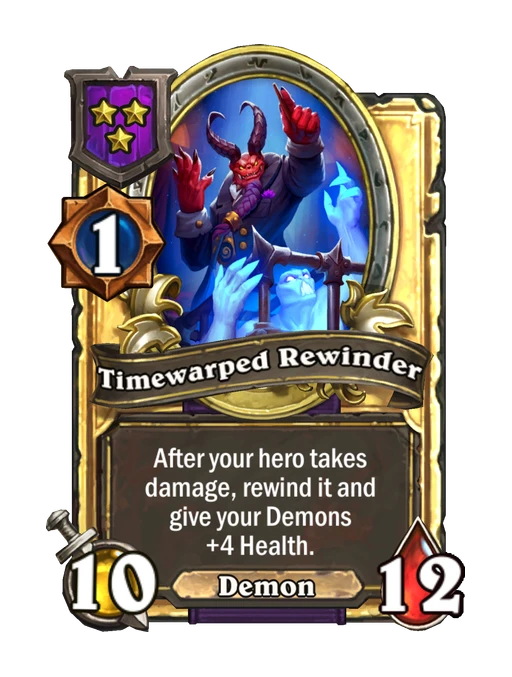 1
Timewarped Rewinder
After your hero takes
damage, rewind it and
give your Demons
+4 Health.
10
Demon
12